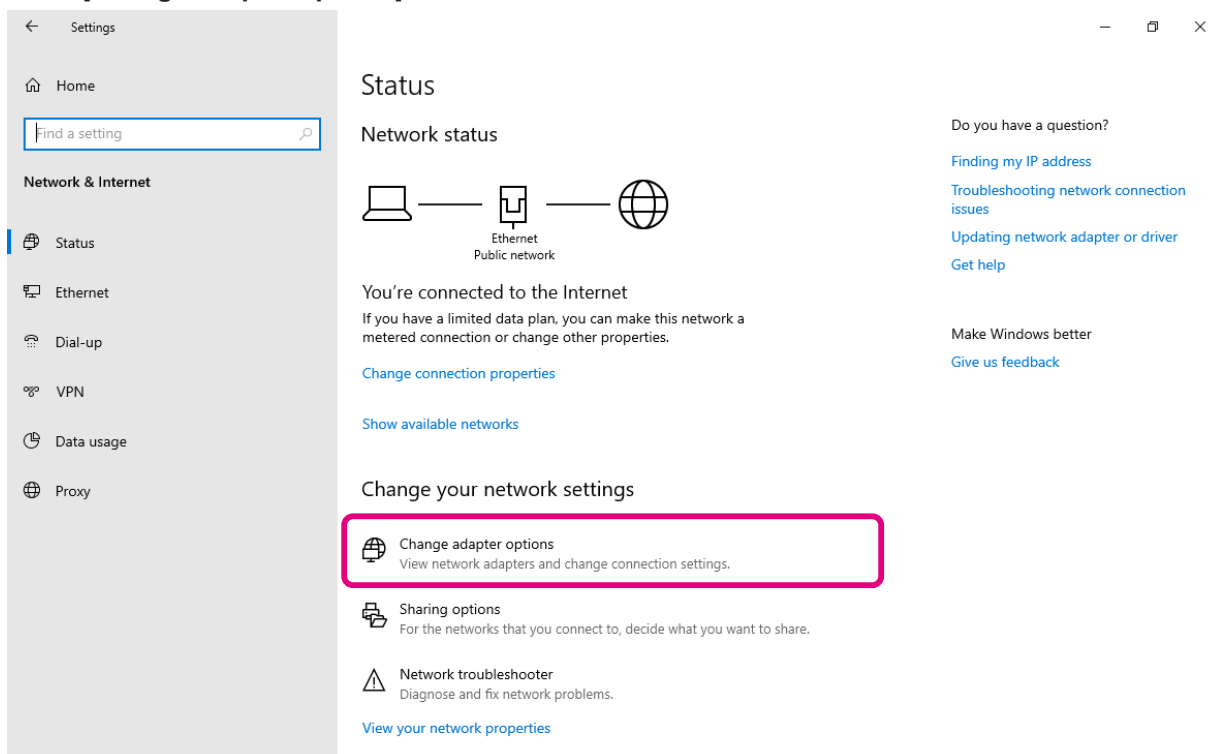 Settings
Home
Find a setting
Network & Internet
Status
Ethernet
Dial-up
VPN
Data usage
Proxy
Status
Network status
Ethernet
Public network
You're connected to the Internet
If you have a limited data plan, you can make this network a
metered connection or change other properties.
Change connection properties
Show available networks
Change your network settings
Change adapter options
View network adapters and change connection settings.
Sharing options
For the networks that you connect to, decide what you want to share.
Network troubleshooter
Diagnose and fix network problems.
View your network properties
Do you have a question?
Finding my IP address
Troubleshooting network connection
issues
Updating network adapter or driver
Get help
Make Windows better
Give us feedback